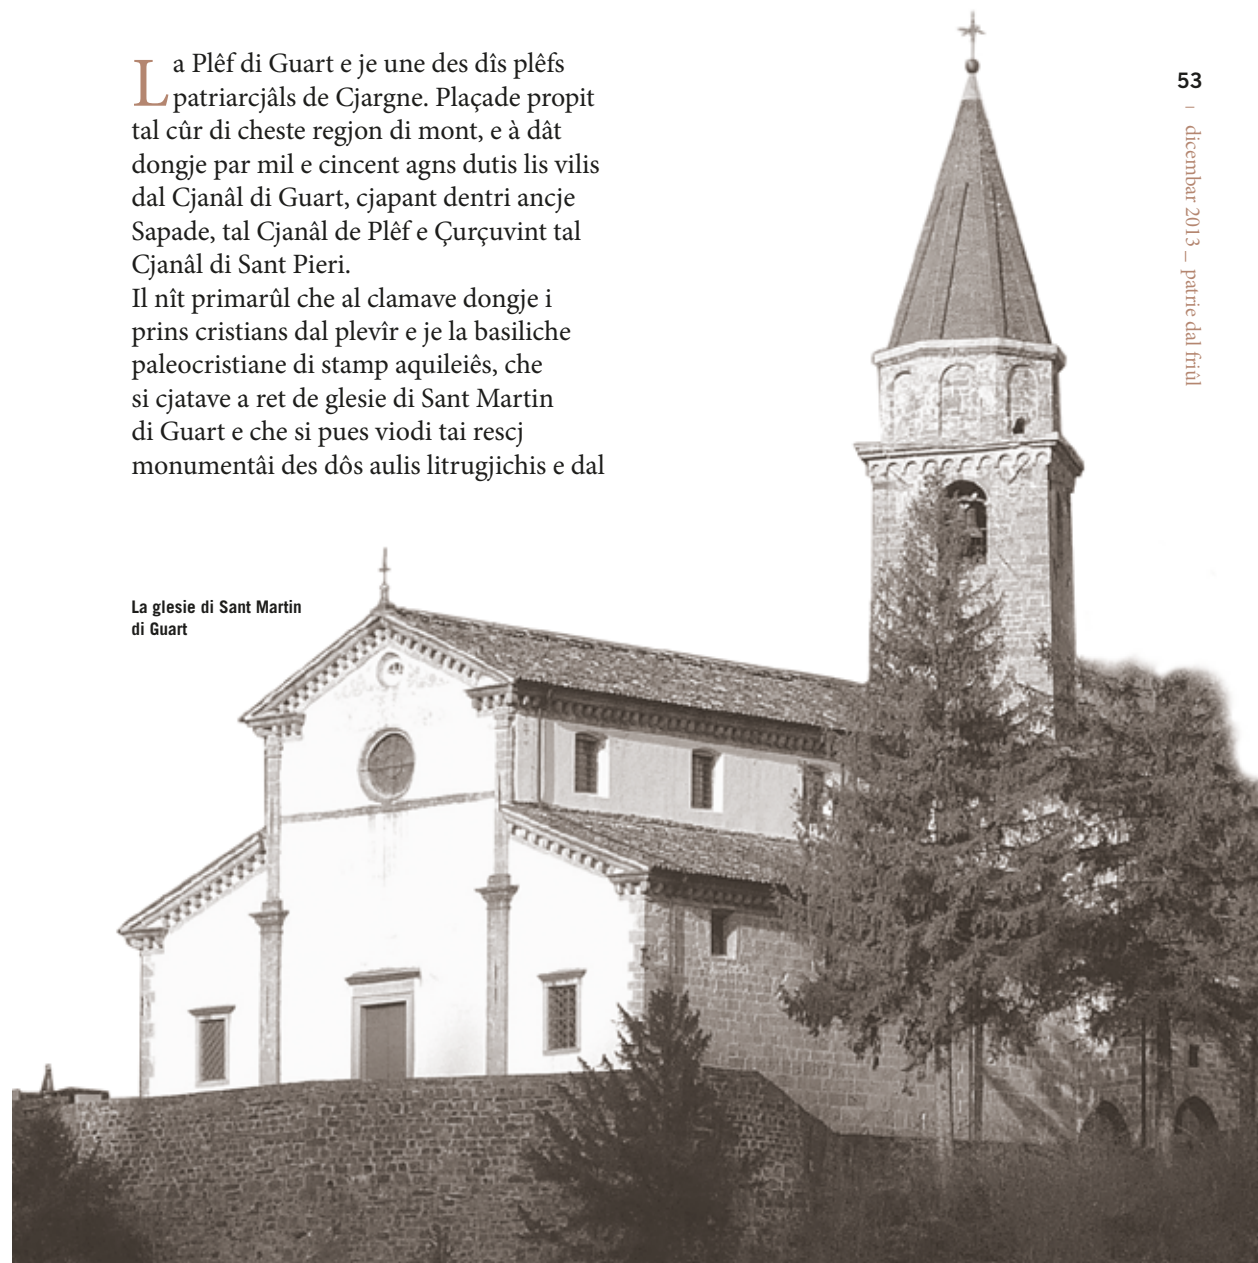 La Plêf di Guart e je une des dîs plêfs
patriarcjâls de Cjargne. Plaçade propit
tal cûr di cheste regjon di mont, e à dât
dongje par mil e cincent agns dutis lis vilis
dal Cjanâl di Guart, cjapant dentri ancje
Sapade, tal Cjanâl de Plêf e Çurçuvint tal
Cjanâl di Sant Pieri.
Il nît primarûl che al clamave dongje i
prins cristians dal plevîr e je la basiliche
paleocristiane di stamp aquileiês, che
si cjatave a ret de glesie di Sant Martin
di Guart e che si pues viodi tai rescj
monumentâi des dôs aulis litrugjichis e dal
La glesie di Sant Martin
di Guart
53
– dicembar 2013 _ patrie dal friûl